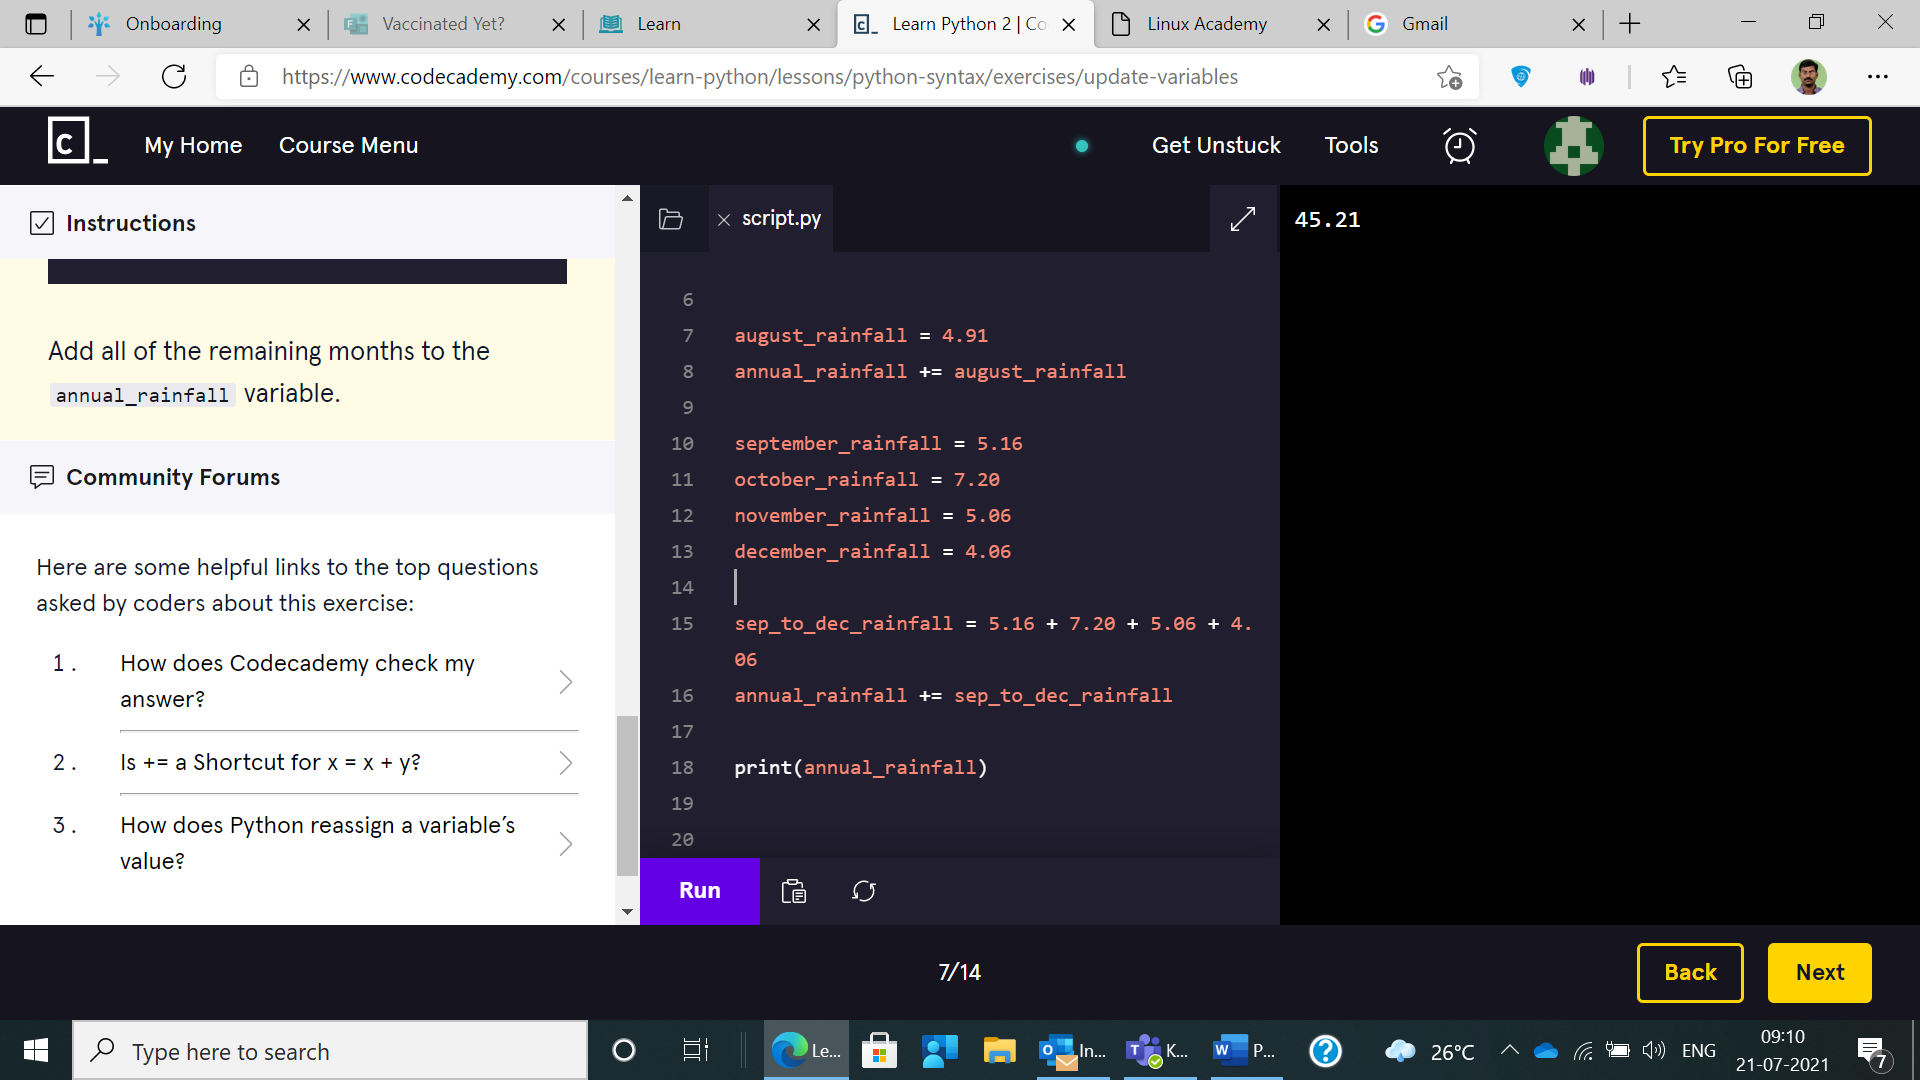 Onboarding
Vaccinated Yet?
Learn
Learn Python 2 | Co
Linux Academy
Gmail
https://www.codecademy.com/courses/learn-python/lessons/python-syntax/exercises/update-variables
c_
My Home
Course Menu
Get Unstuck
Tools
Try Pro For Free
Instructions
Add all of the remaining months to the
annual_rainfall variable.
Community Forums
Here are some helpful links to the top questions
asked by coders about this exercise:
1. How does Codecademy check my
answer?
2. Is += a Shortcut for x = x + y?
3. How does Python reassign a variable’s
value?
script.py
6
7 august_rainfall = 4.91
8 annual_rainfall += august_rainfall
9
10 september_rainfall = 5.16
11 october_rainfall = 7.20
12 november_rainfall = 5.06
13 december_rainfall = 4.06
14
15 sep_to_dec_rainfall = 5.16 + 7.20 + 5.06 + 4.
06
16 annual_rainfall += sep_to_dec_rainfall
17
18 print(annual_rainfall)
19
20
Run
45.21
7/14
Back
Next
Type here to search
Le...
In...
K...
P...
26°C
ENG
09:10
21-07-2021
7